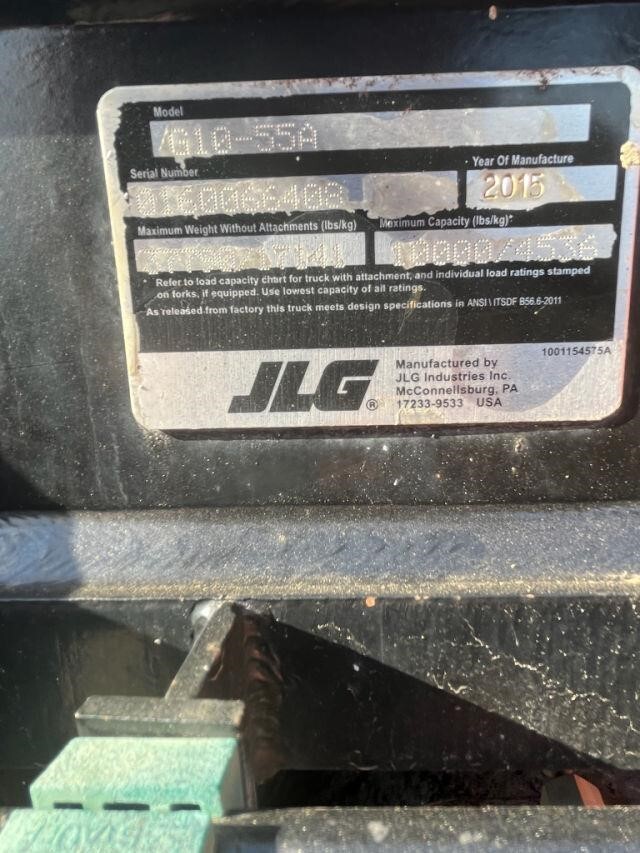 Model
G10-55A
Serial Number
0160066408
Year Of Manufacture
2015
Maximum Weight Without Attachments (lbs/kg)
Maximum Capacity (lbs/kg)*
10000/4536
* Refer to load capacity chart for truck with attachment, and individual load ratings stamped
on forks, if equipped. Use lowest capacity of all ratings.
As released from factory this truck meets design specifications in ANSI \ ITSDF B56.6-2011
1001154575A
JLG®
Manufactured by
JLG Industries Inc.
McConnellsburg, PA
17233-9533 USA